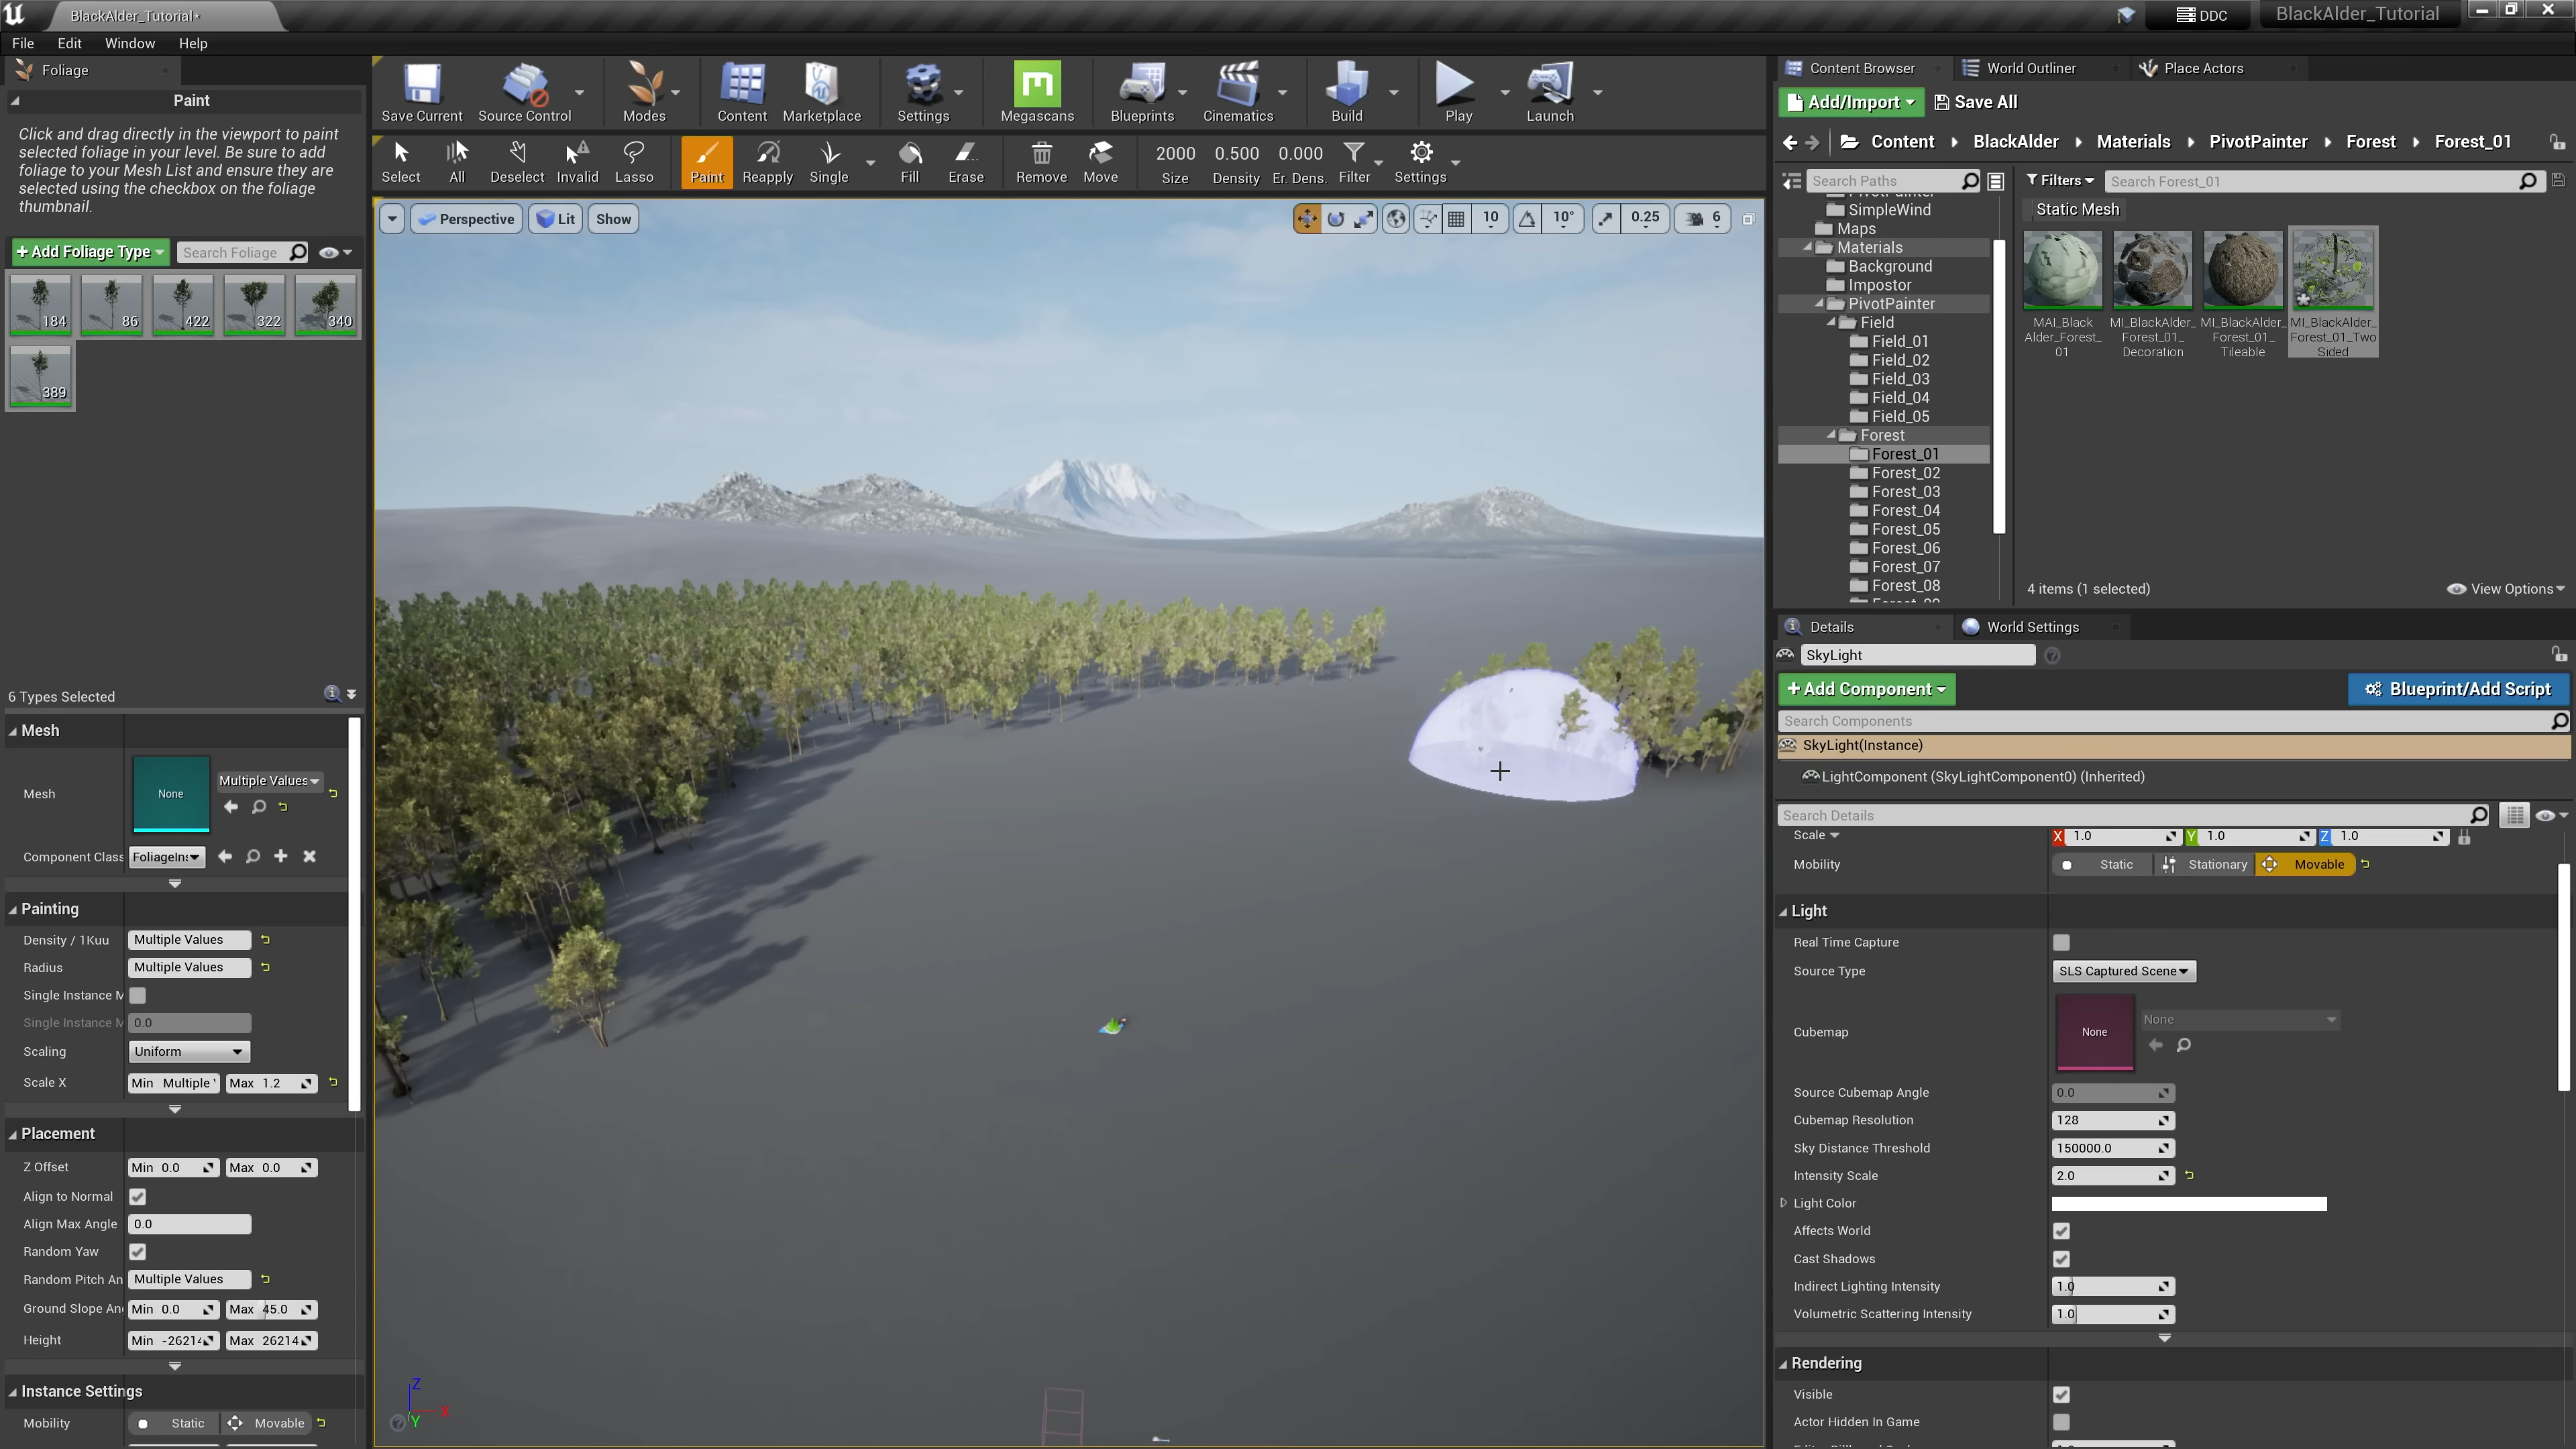 BlackAlder_Tutorial*
DDC
BlackAlder_Tutorial
File Edit Window Help
Foliage
Paint
Click and drag directly in the viewport to paint
selected foliage in your level. Be sure to add
foliage to your Mesh List and ensure they are
selected using the checkbox on the foliage
thumbnail.
+Add Foliage Type
Search Foliage
184
86
422
322
340
389
6 Types Selected
Mesh
Mesh
None
Multiple Values
Component Class
FoliageIn
Painting
Density / 1Kuu Multiple Values
Radius Multiple Values
Single Instance M
Single Instance M 0.0
Scaling Uniform
Scale X Min Multiple Max 1.2
Placement
Z Offset Min 0.0 Max 0.0
Align to Normal
Align Max Angle 0.0
Random Yaw
Random Pitch An Multiple Values
Ground Slope An Min 0.0 Max 45.0
Height Min -26214 Max 26214
Instance Settings
Mobility Static Movable
Save Current
Source Control
Modes
Content
Marketplace
Settings
Megascans
Blueprints
Cinematics
Build
Play
Launch
Select
All
Deselect
Invalid
Lasso
Paint
Reapply
Single
Fill
Erase
Remove
Move
2000
Size
0.500
Density
0.000
Er. Dens.
Filter
Settings
Perspective
Lit
Show
10
10°
0.25
6
Z
X
Y
Content Browser
World Outliner
Place Actors
Add/Import
Save All
Content
BlackAlder
Materials
PivotPainter
Forest
Forest_01
Search Paths
SimpleWind
Maps
Materials
Background
Impostor
PivotPainter
Field
Field_01
Field_02
Field_03
Field_04
Field_05
Forest
Forest_01
Forest_02
Forest_03
Forest_04
Forest_05
Forest_06
Forest_07
Forest_08
Filters
Search Forest_01
Static Mesh
MAI_Black
Alder_Forest_
01
MI_BlackAlder_
Forest_01_
Decoration
MI_BlackAlder_
Forest_01_
Tileable
MI_BlackAlder_
Forest_01_Two
Sided
4 items (1 selected)
View Options
Details
World Settings
SkyLight
+Add Component
Blueprint/Add Script
Search Components
SkyLight(Instance)
LightComponent (SkyLightComponent0) (Inherited)
Search Details
Scale X 1.0 Y 1.0 Z 1.0
Mobility Static Stationary Movable
Light
Real Time Capture
Source Type SLS Captured Scene
Cubemap
None
None
Source Cubemap Angle 0.0
Cubemap Resolution 128
Sky Distance Threshold 150000.0
Intensity Scale 2.0
Light Color
Affects World
Cast Shadows
Indirect Lighting Intensity 1.0
Volumetric Scattering Intensity 1.0
Rendering
Visible
Actor Hidden In Game